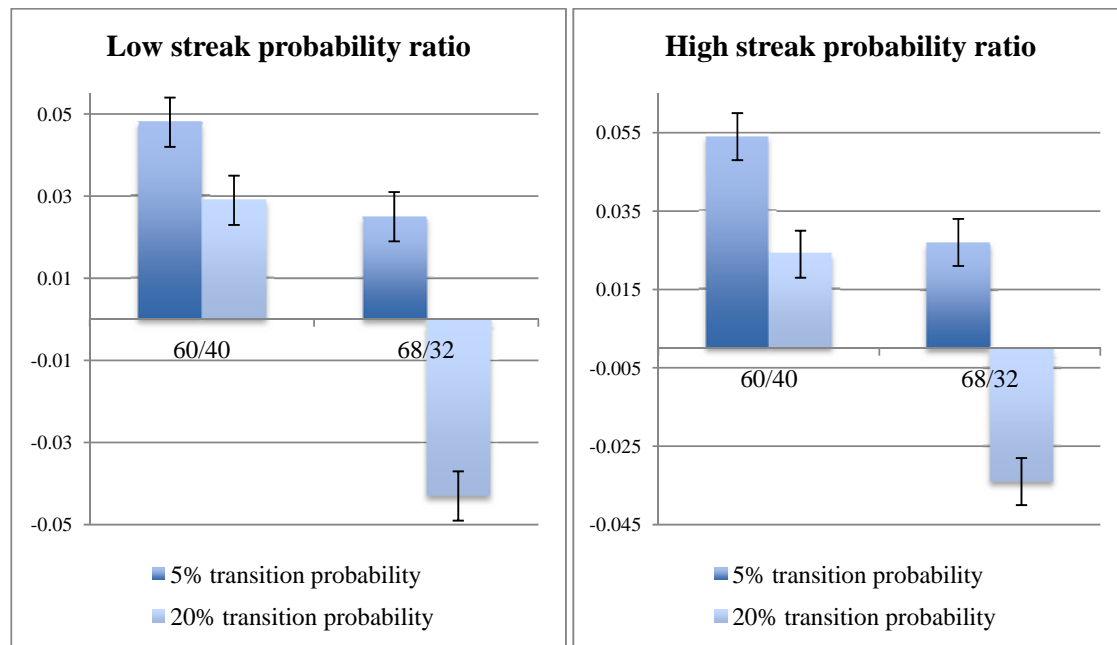 Low streak probability ratio
0.05
0.03
0.01
-0.01
-0.03
-0.05
60/40
68/32
5% transition probability
20% transition probability
High streak probability ratio
0.055
0.035
0.015
-0.005
-0.025
-0.045
60/40
68/32
5% transition probability
20% transition probability